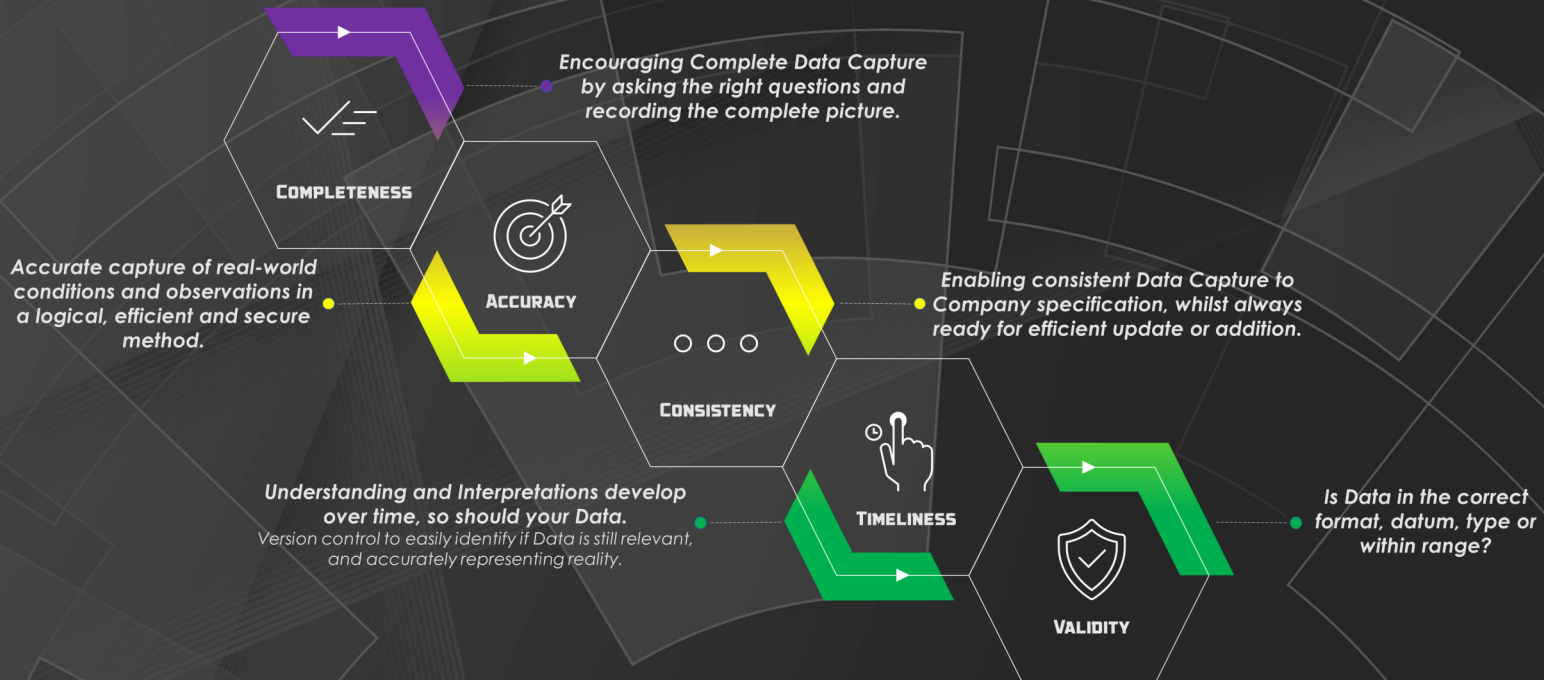 Encouraging Complete Data Capture
by asking the right questions and
recording the complete picture.
COMPLETENESS
Accurate capture of real-world
conditions and observations in
a logical, efficient and secure
method.
ACCURACY
Enabling consistent Data Capture to
Company specification, whilst always
ready for efficient update or addition.
CONSISTENCY
Understanding and Interpretations develop
over time, so should your Data.
Version control to easily identify if Data is still relevant,
and accurately representing reality.
TIMELINESS
Is Data in the correct
format, datum, type or
within range?
VALIDITY